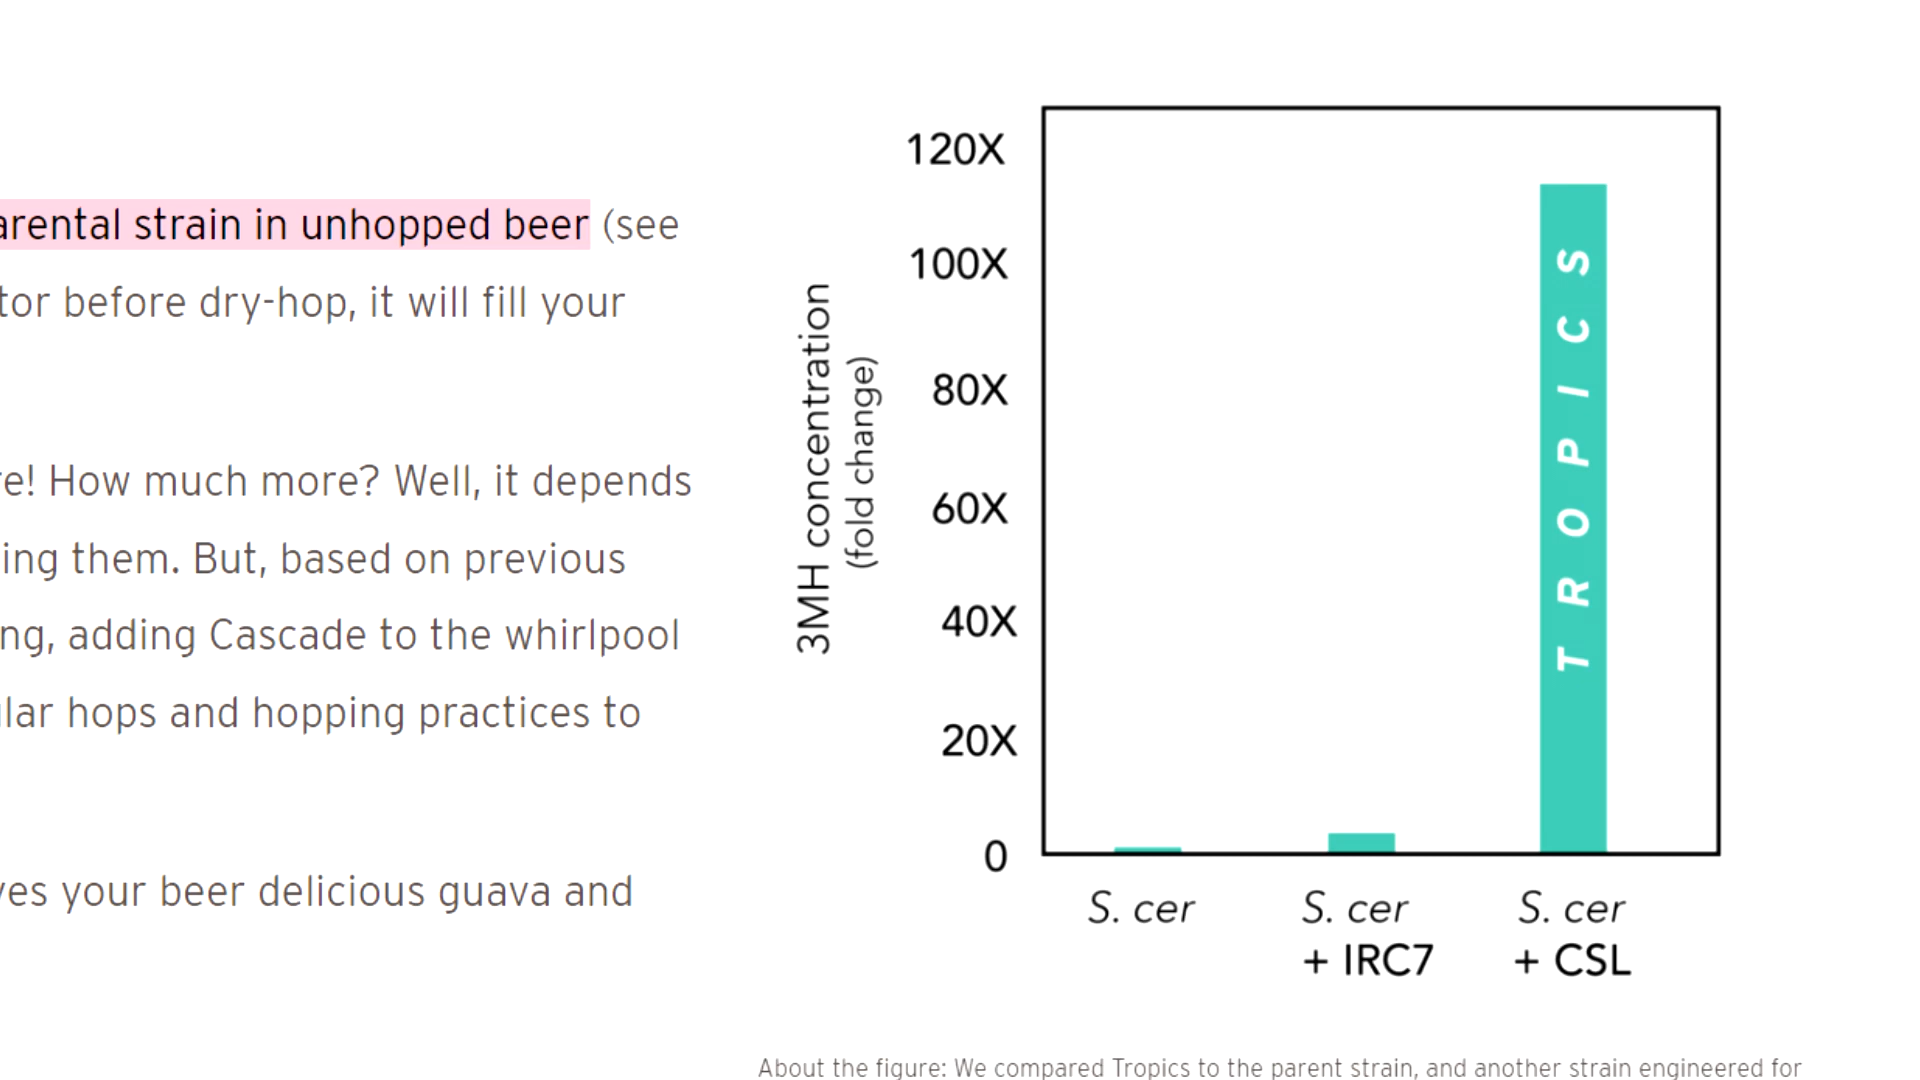 arental strain in unhopped beer (see
tor before dry-hop, it will fill your
re! How much more? Well, it depends
ing them. But, based on previous
ng, adding Cascade to the whirlpool
lar hops and hopping practices to
ves your beer delicious guava and
3MH concentration
(fold change)
120X
100X
80X
60X
40X
20X
0
TROPICS
S. cer
S. cer
+ IRC7
S. cer
+ CSL
About the figure: We compared Tropics to the parent strain, and another strain engineered for